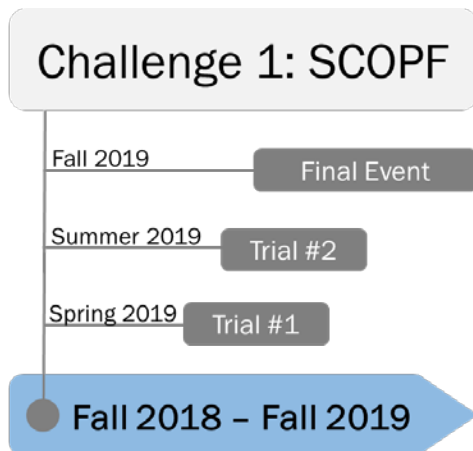 Challenge 1: SCOPF
Fall 2019
Final Event
Summer 2019
Trial #2
Spring 2019
Trial #1
Fall 2018 – Fall 2019